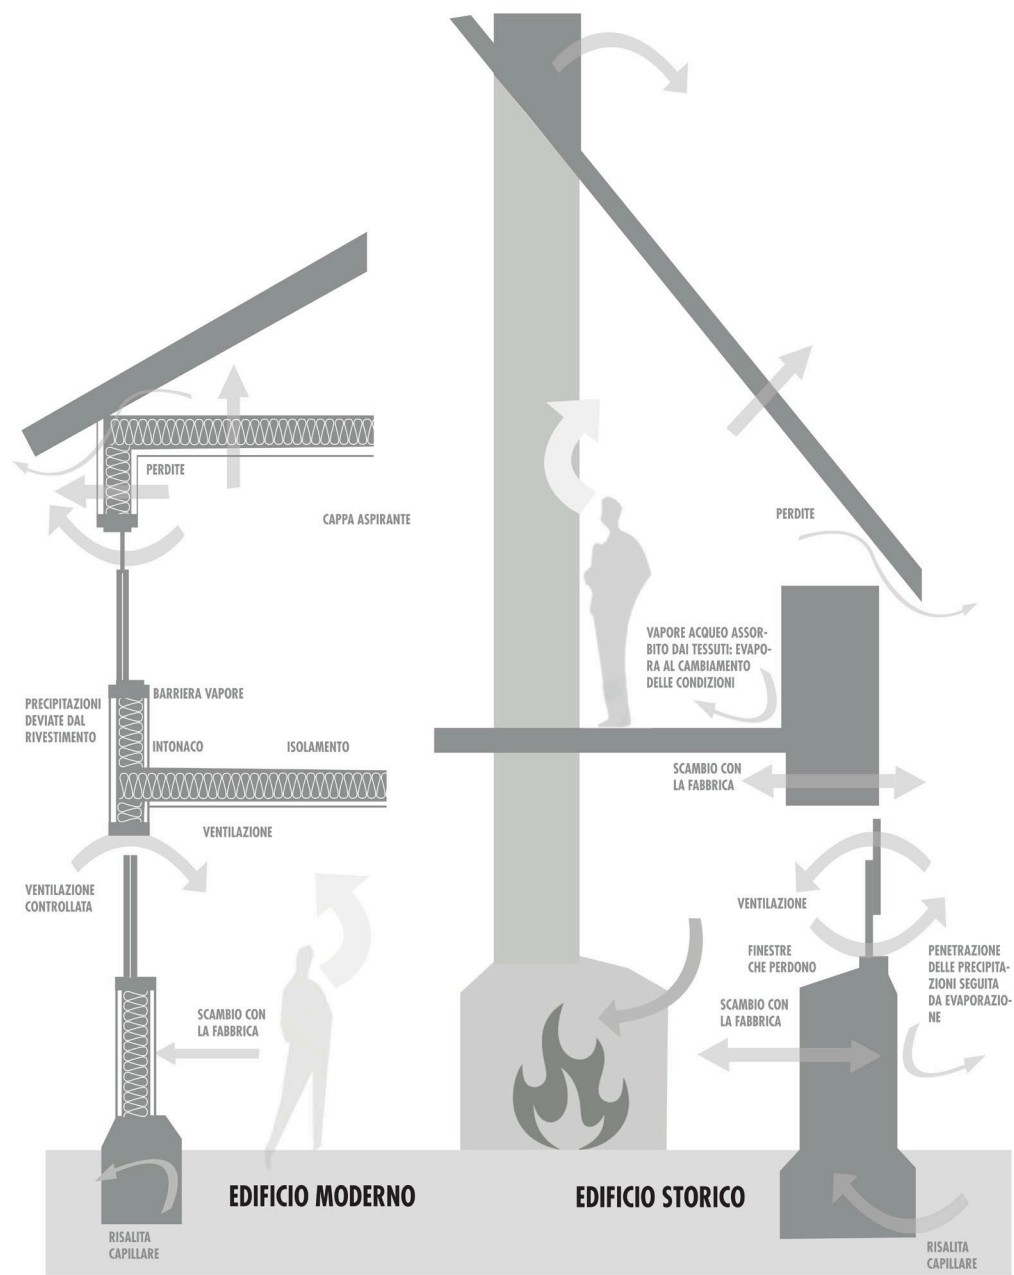 PERDITE
CAPPA ASPIRANTE
BARRIERA VAPORE
PRECIPITAZIONI
DEVIATE DAL
RIVESTIMENTO
INTONACO
ISOLAMENTO
VENTILAZIONE
VENTILAZIONE
CONTROLLATA
SCAMBIO CON
LA FABBRICA
EDIFICIO MODERNO
RISALITA
CAPILLARE
PERDITE
VAPORE ACQUEO ASSOR-
BITO DAI TESSUTI: EVAPO-
RA AL CAMBIAMENTO
DELLE CONDIZIONI
SCAMBIO CON
LA FABBRICA
VENTILAZIONE
FINESTRE
CHE PERDONO
PENETRAZIONE
DELLE PRECIPITA-
ZIONI SEGUITA
DA EVAPORAZIO-
NE
SCAMBIO CON
LA FABBRICA
EDIFICIO STORICO
RISALITA
CAPILLARE